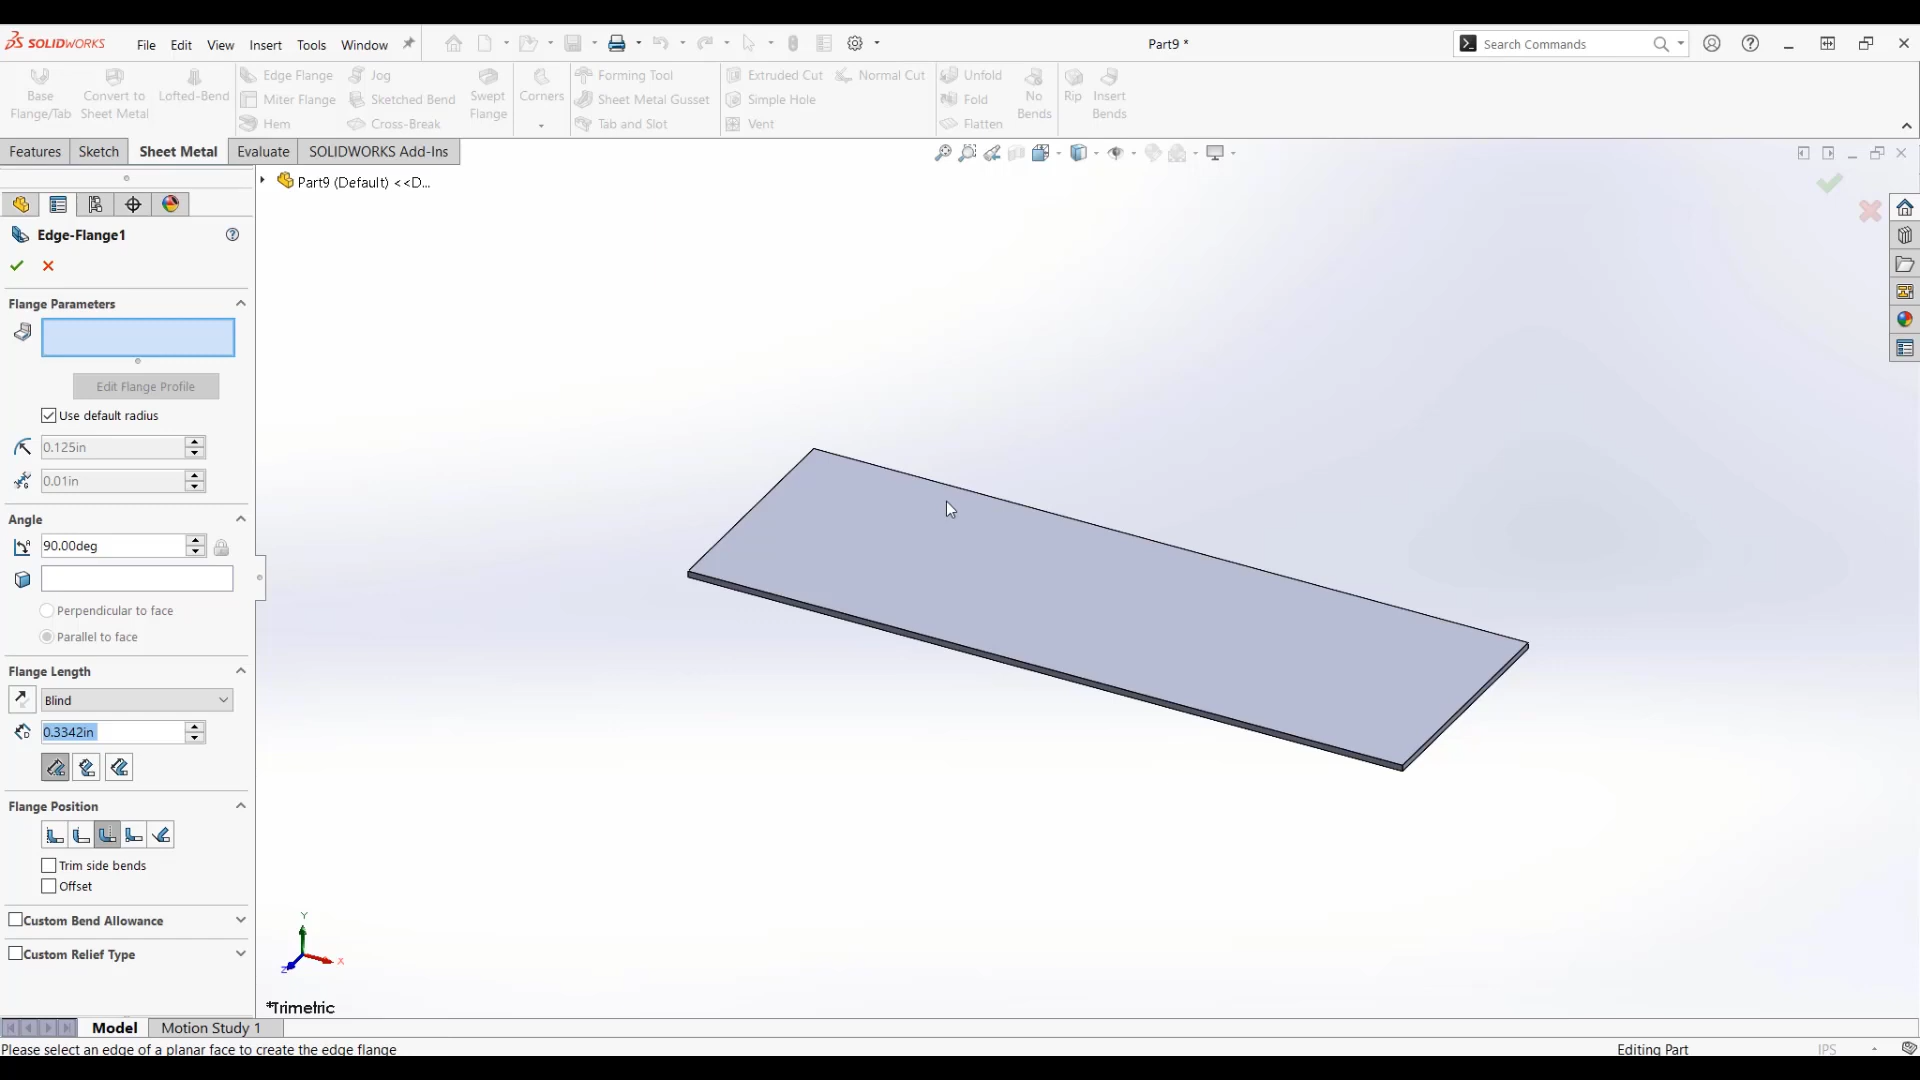 SOLIDWORKS
File Edit View Insert Tools Window
Part9 *
Search Commands
Base Flange/Tab
Convert to Sheet Metal
Lofted-Bend
Edge Flange
Miter Flange
Hem
Jog
Sketched Bend
Cross-Break
Swept Flange
Corners
Forming Tool
Sheet Metal Gusset
Tab and Slot
Extruded Cut
Simple Hole
Vent
Normal Cut
Unfold
Fold
Flatten
No Bends
Rip
Insert Bends
Features Sketch Sheet Metal Evaluate SOLIDWORKS Add-Ins
Part9 (Default) <<D...
Edge-Flange1
Flange Parameters
Edit Flange Profile
Use default radius
0.125in
0.01in
Angle
90.00deg
Perpendicular to face
Parallel to face
Flange Length
Blind
0.3342in
Flange Position
Trim side bends
Offset
Custom Bend Allowance
Custom Relief Type
Y
X
Z
*Trimetric
Model Motion Study 1
Please select an edge of a planar face to create the edge flange
Editing Part
IPS